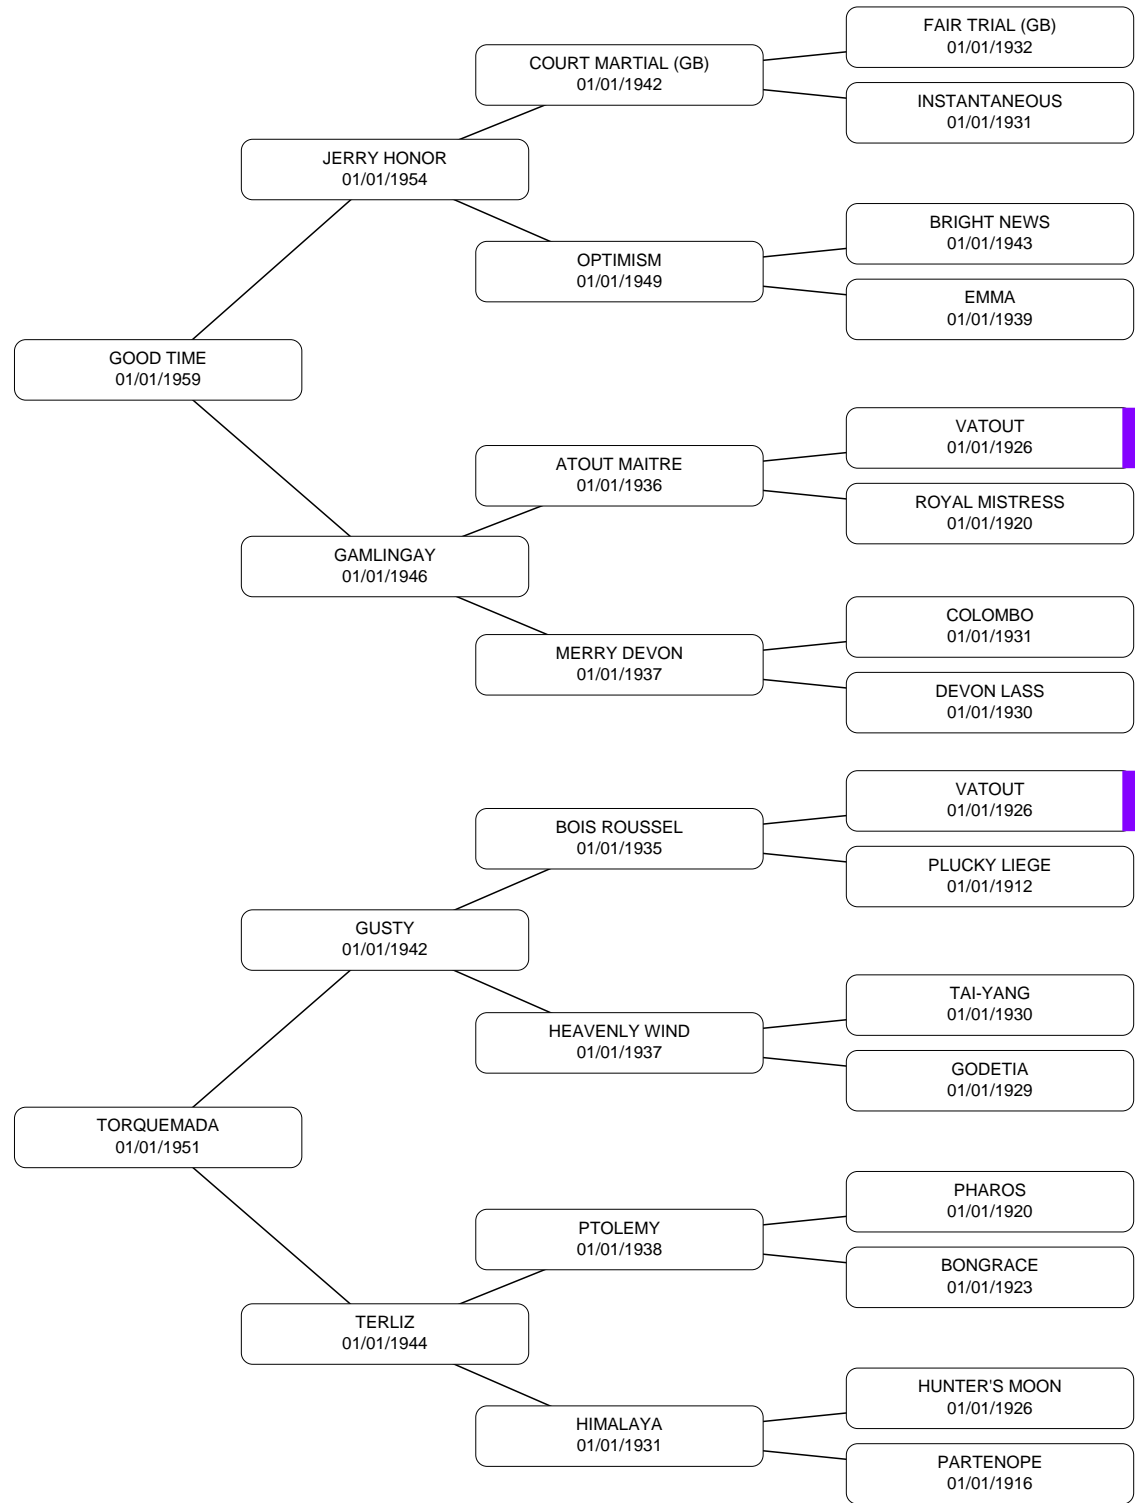 FAIR TRIAL (GB)
01/01/1932
COURT MARTIAL (GB)
01/01/1942
INSTANTANEOUS
01/01/1931
JERRY HONOR
01/01/1954
BRIGHT NEWS
01/01/1943
OPTIMISM
01/01/1949
EMMA
01/01/1939
GOOD TIME
01/01/1959
VATOUT
01/01/1926
ATOUT MAITRE
01/01/1936
ROYAL MISTRESS
01/01/1920
GAMLINGAY
01/01/1946
COLOMBO
01/01/1931
MERRY DEVON
01/01/1937
DEVON LASS
01/01/1930
VATOUT
01/01/1926
BOIS ROUSSEL
01/01/1935
PLUCKY LIEGE
01/01/1912
GUSTY
01/01/1942
TAI-YANG
01/01/1930
HEAVENLY WIND
01/01/1937
GODETIA
01/01/1929
TORQUEMADA
01/01/1951
PHAROS
01/01/1920
PTOLEMY
01/01/1938
BONGRACE
01/01/1923
TERLIZ
01/01/1944
HUNTER'S MOON
01/01/1926
HIMALAYA
01/01/1931
PARTENOPE
01/01/1916